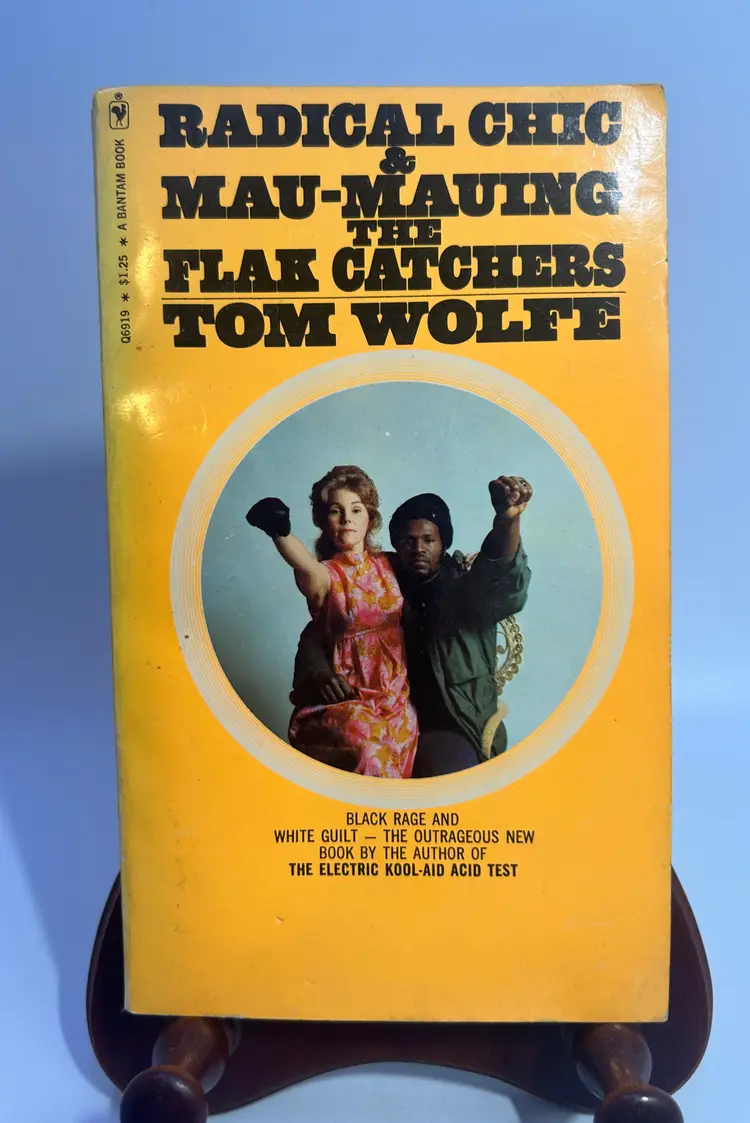 RADICAL CHIC
&
MAU-MAUING
THE
FLAK CATCHERS
TOM WOLFE
Q6919 * $1.25 * A BANTAM BOOK
®
BLACK RAGE AND
WHITE GUILT — THE OUTRAGEOUS NEW
BOOK BY THE AUTHOR OF
THE ELECTRIC KOOL-AID ACID TEST